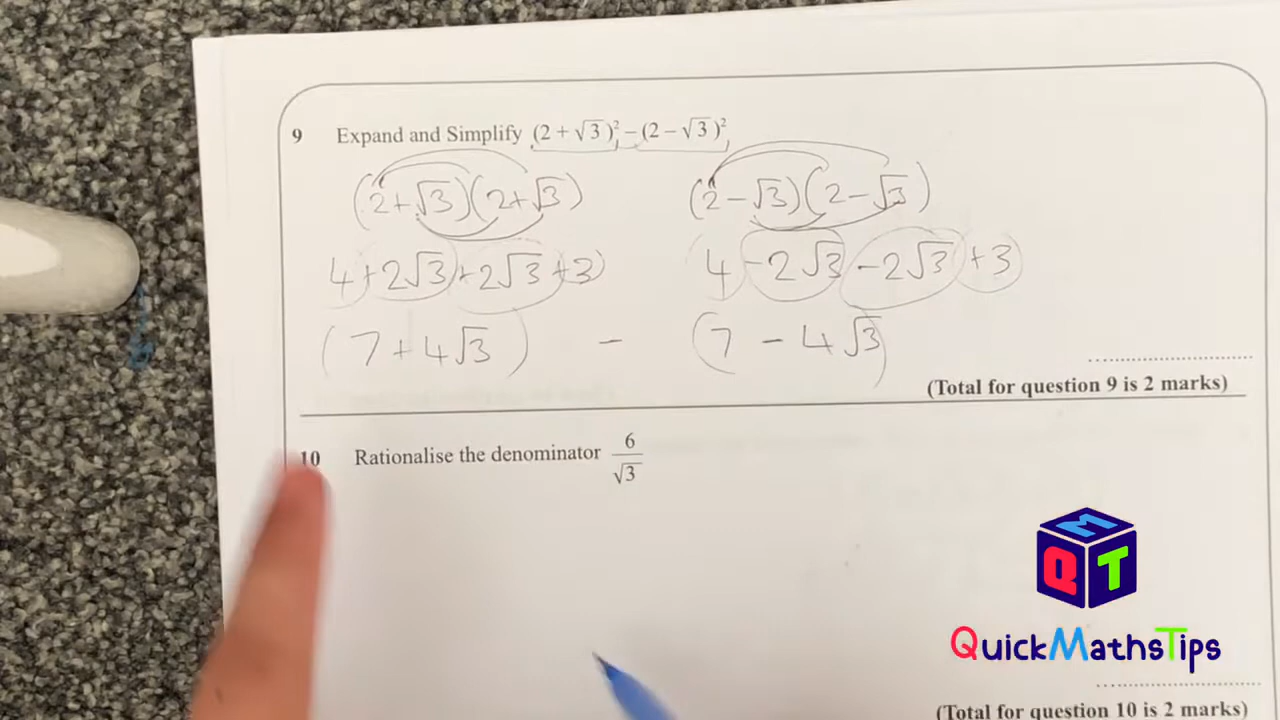 9 Expand and Simplify (2 + √3)² – (2 – √3)²
(2+√3)(2+√3) (2-√3)(2-√3)
4+2√3+2√3+3 4-2√3-2√3+3
(7+4√3) - (7-4√3)
(Total for question 9 is 2 marks)
10 Rationalise the denominator 6/√3
QMT
QuickMathsTips
(Total for question 10 is 2 marks)